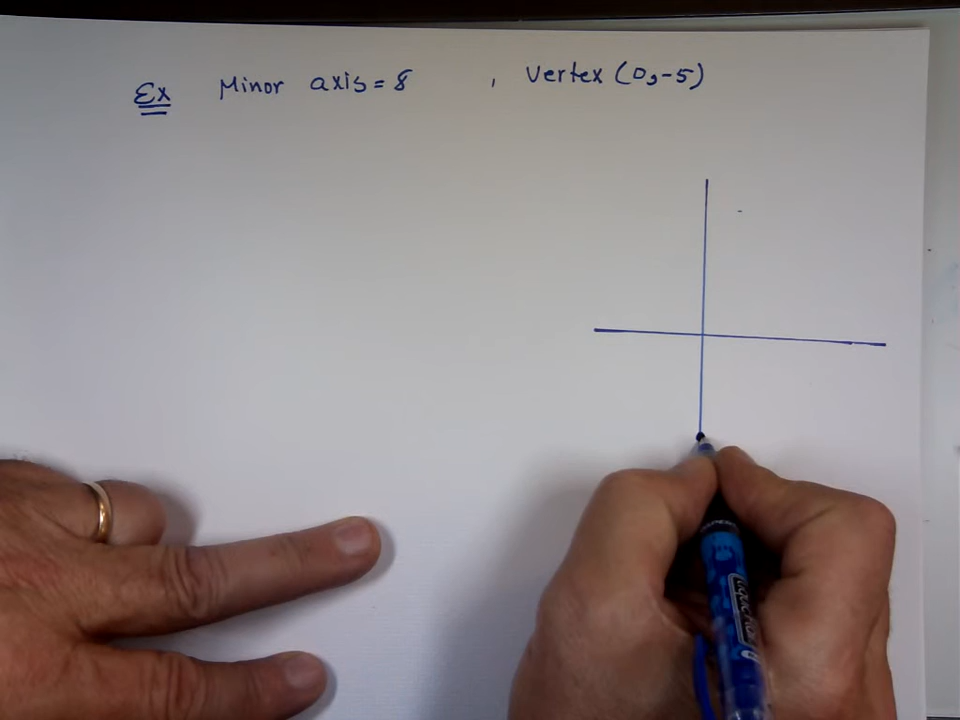 Ex Minor axis = 8 , Vertex (0,-5)